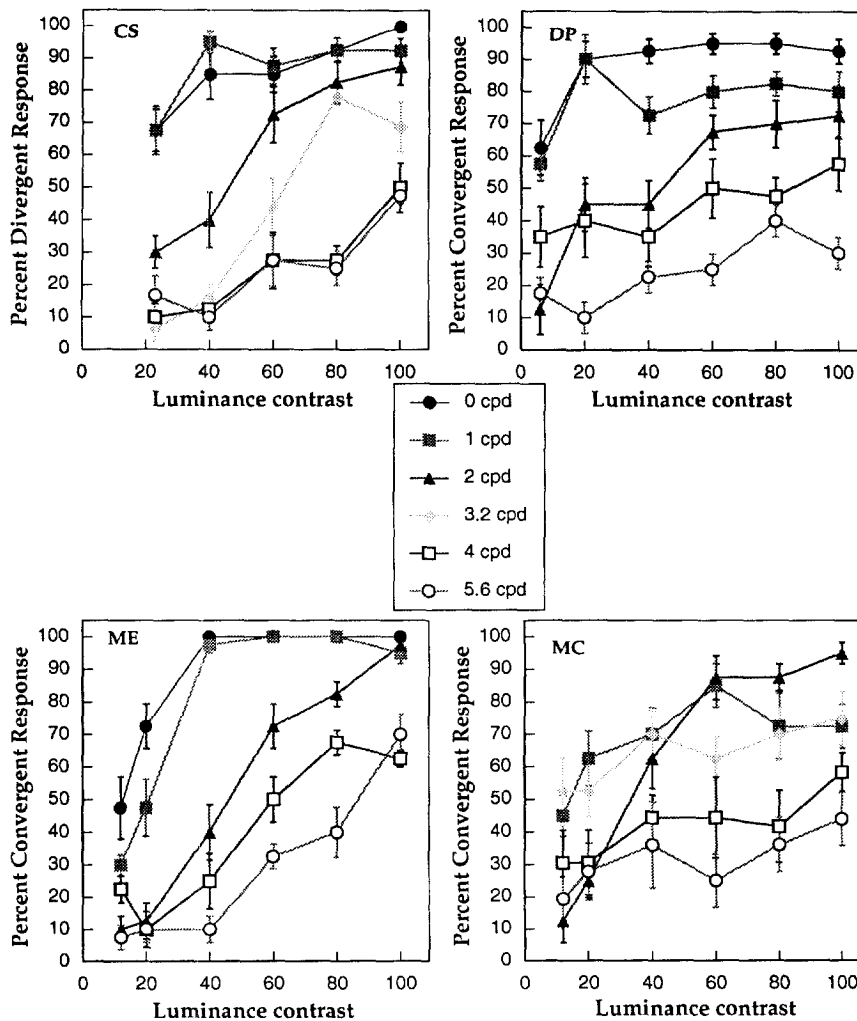 CS
Percent Divergent Response
100
90
80
70
60
50
40
30
20
10
0
0 20 40 60 80 100
Luminance contrast
DP
Percent Convergent Response
100
90
80
70
60
50
40
30
20
10
0
0 20 40 60 80 100
Luminance contrast
0 cpd
1 cpd
2 cpd
3.2 cpd
4 cpd
5.6 cpd
ME
Percent Convergent Response
100
90
80
70
60
50
40
30
20
10
0
0 20 40 60 80 100
Luminance contrast
MC
Percent Convergent Response
100
90
80
70
60
50
40
30
20
10
0
0 20 40 60 80 100
Luminance contrast